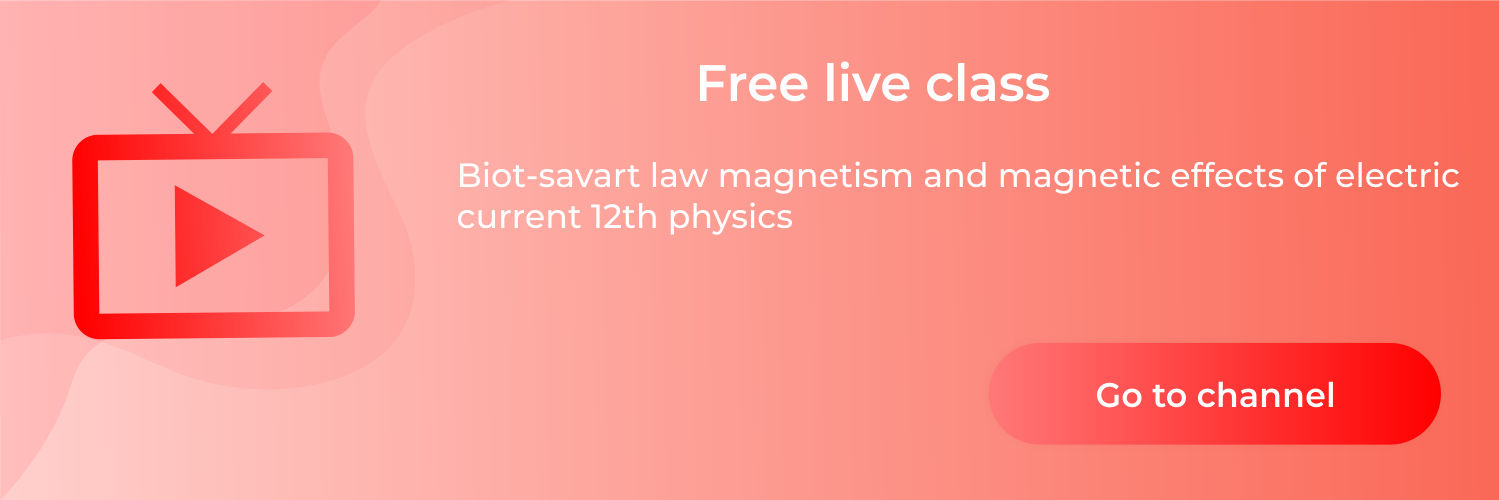 Free live class
Biot-savart law magnetism and magnetic effects of electric
current 12th physics
Go to channel